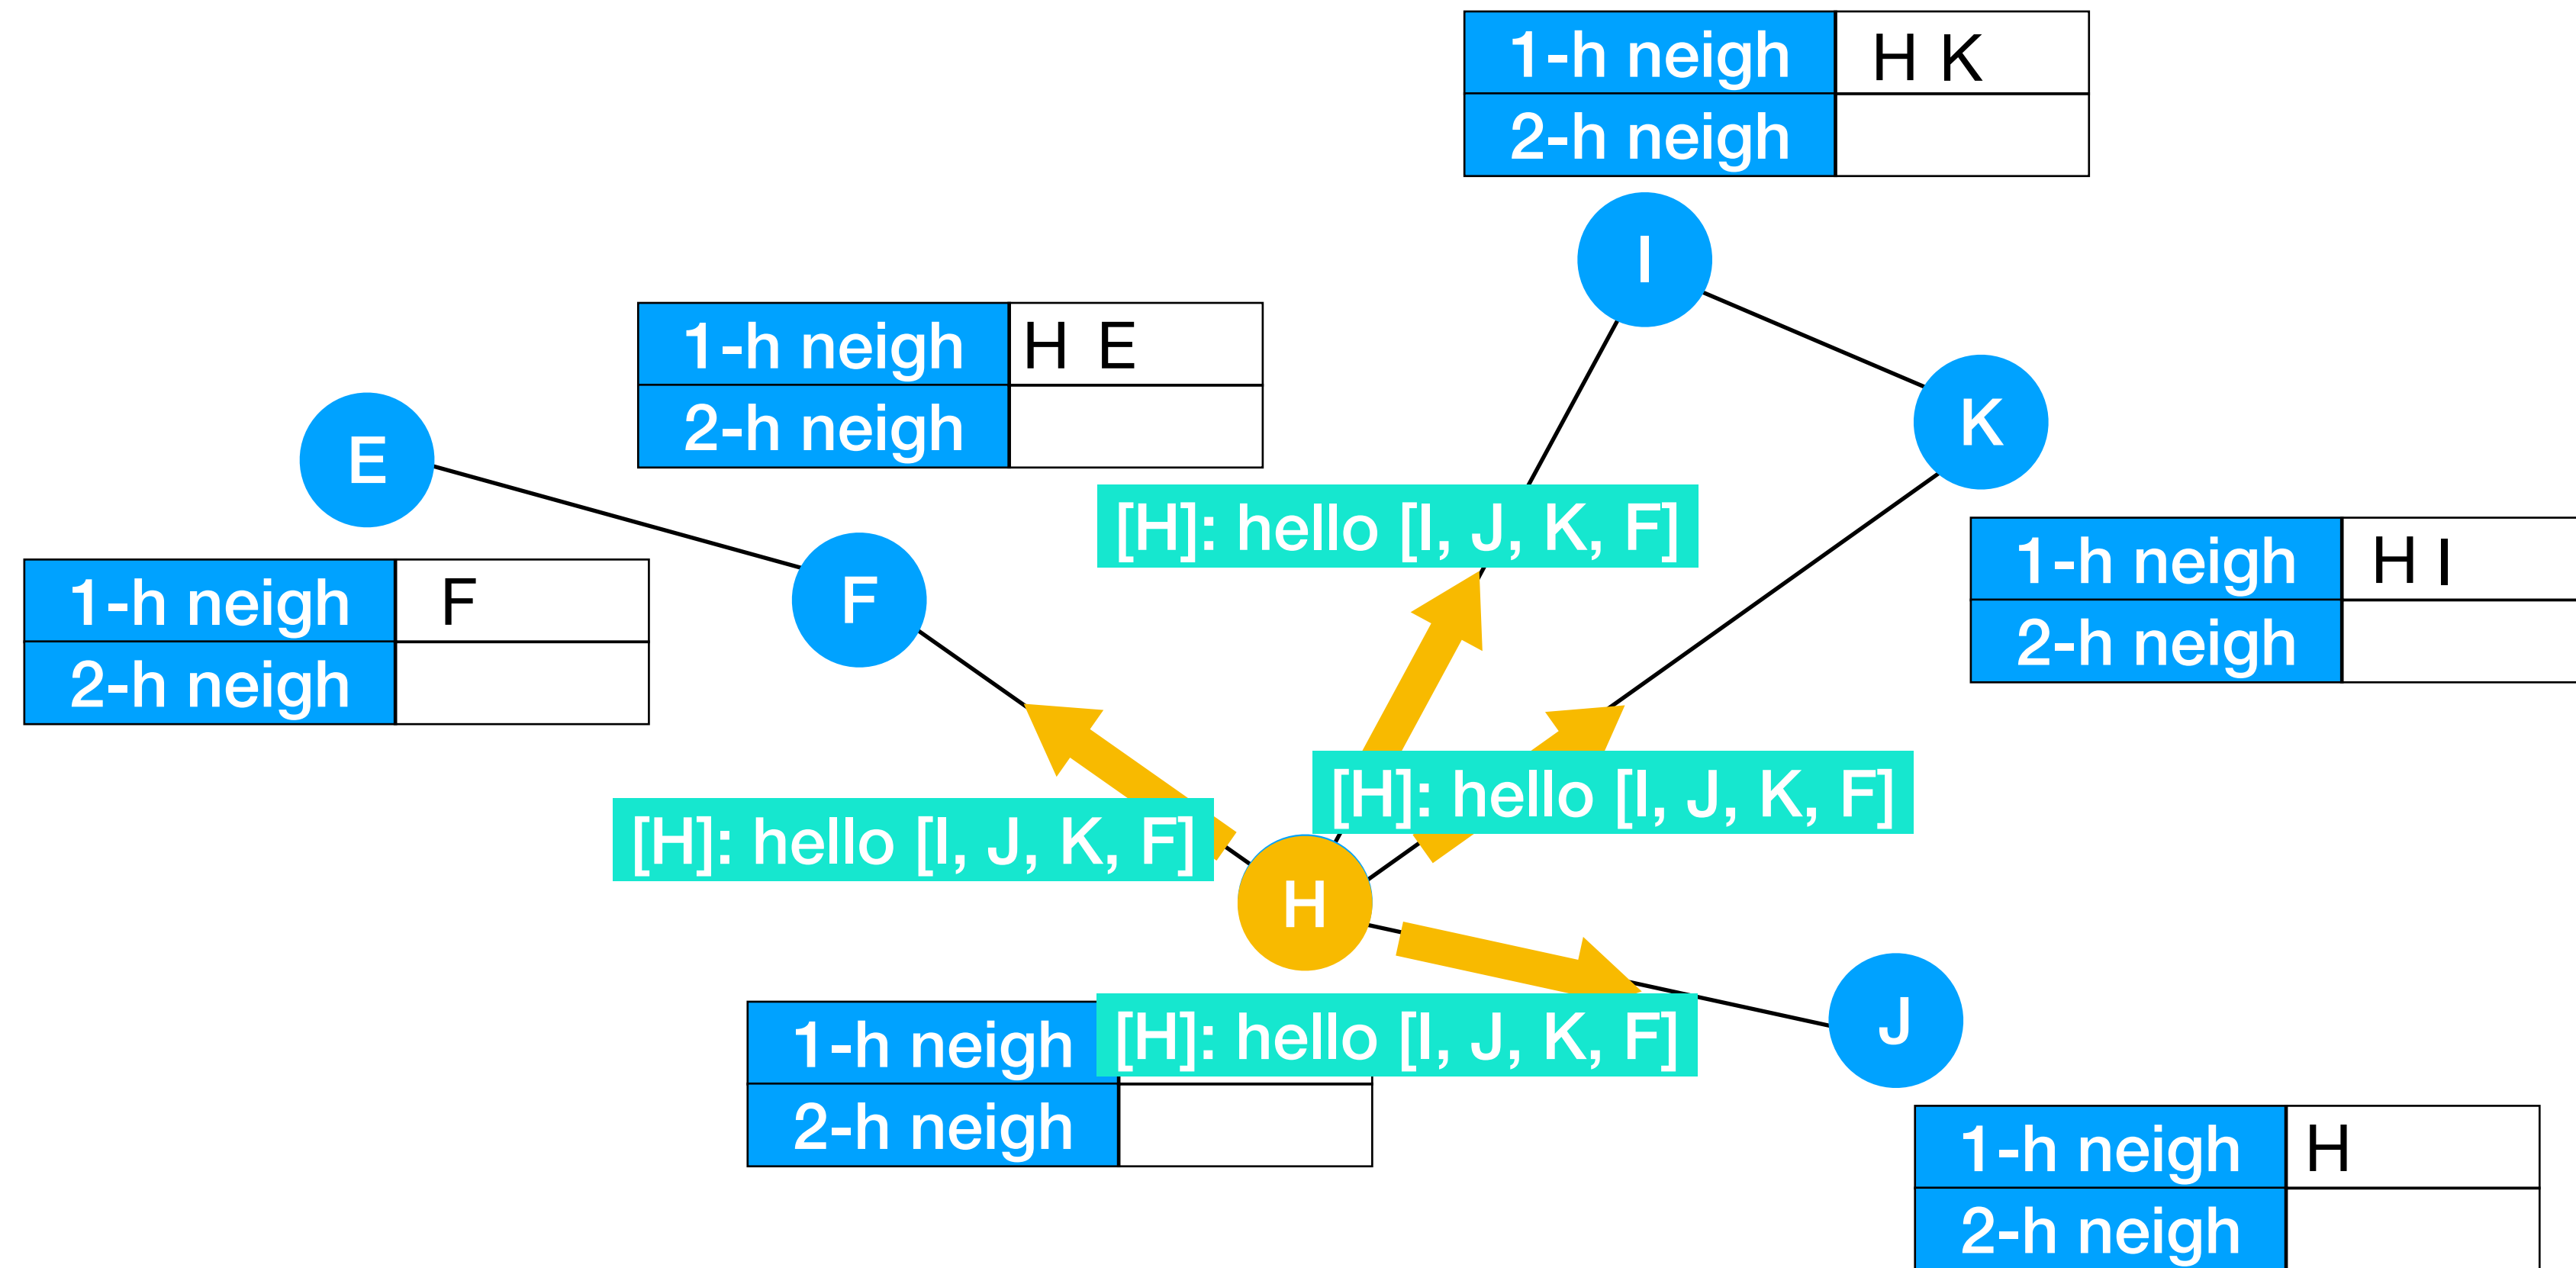 1-h neigh H K
2-h neigh
I
1-h neigh H E
2-h neigh
K
E
[H]: hello [I, J, K, F]
1-h neigh H I
2-h neigh
F
1-h neigh F
2-h neigh
[H]: hello [I, J, K, F]
[H]: hello [I, J, K, F]
H
J
1-h neigh
[H]: hello [I, J, K, F]
2-h neigh
1-h neigh H
2-h neigh